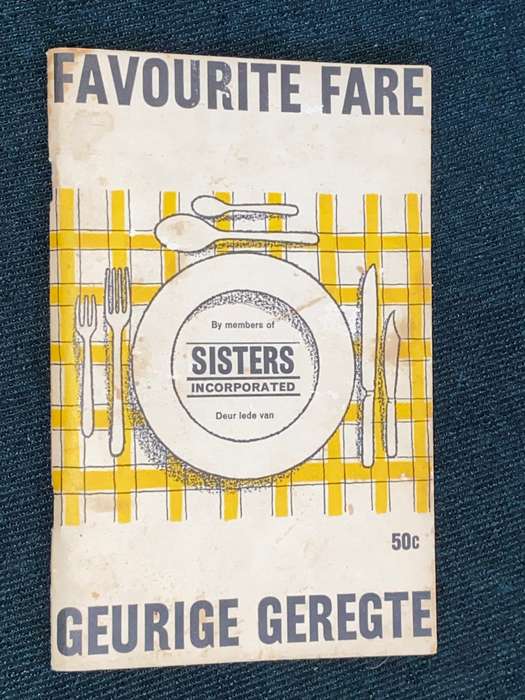 FAVOURITE FARE
By members of
SISTERS
INCORPORATED
Deur lede van
50c
GEURIGE GEREGTE